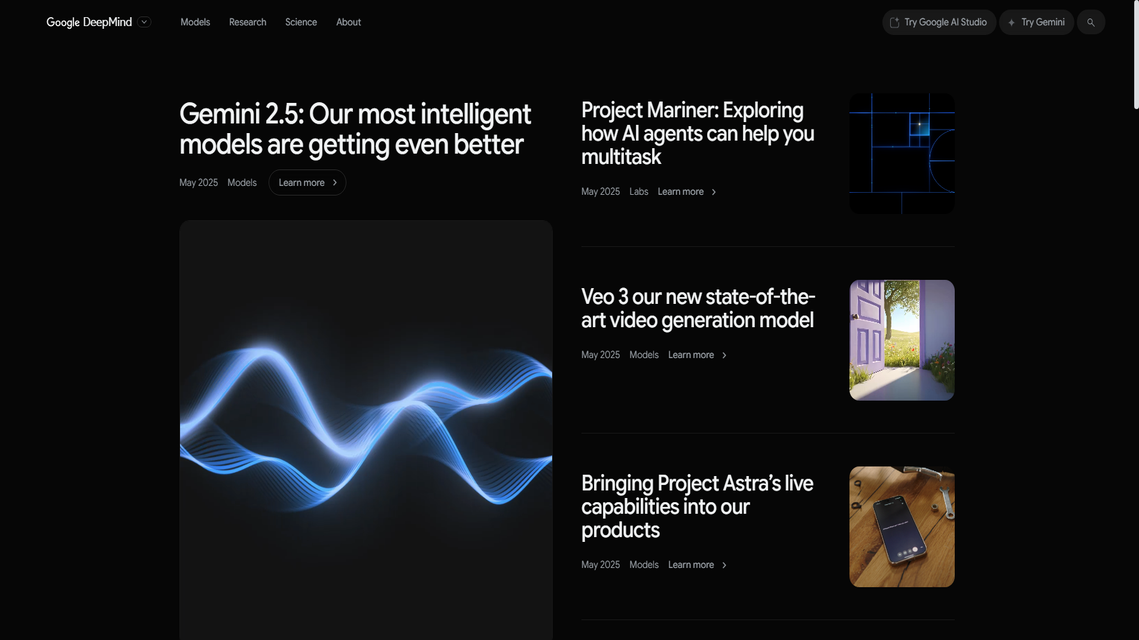 Google DeepMind
Models
Research
Science
About
Try Google AI Studio
Try Gemini
Gemini 2.5: Our most intelligent
models are getting even better
May 2025 Models Learn more
Project Mariner: Exploring
how AI agents can help you
multitask
May 2025 Labs Learn more
Veo 3 our new state-of-the-
art video generation model
May 2025 Models Learn more
Bringing Project Astra’s live
capabilities into our
products
May 2025 Models Learn more